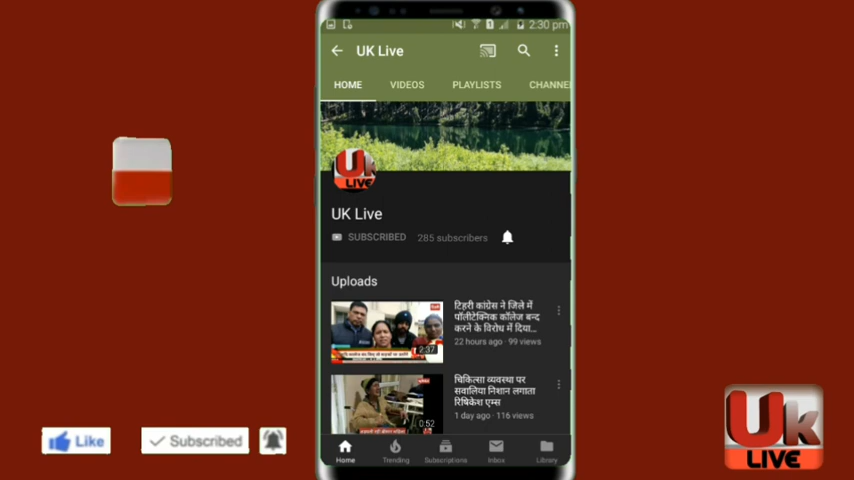 2:30 pm
UK Live
HOME VIDEOS PLAYLISTS CHANNE
Uk
LIVE
UK Live
SUBSCRIBED 285 subscribers
Uploads
टिहरी कांग्रेस ने जिले में
पॉलीटेक्निक कॉलेज बन्द
करने के विरोध में दिया...
22 hours ago · 99 views
2:37
चिकित्सा व्यवस्था पर
सवालिया निशान लगाता
रिषिकेश एम्स
1 day ago · 116 views
0:52
Home Trending Subscriptions Inbox Library
Like
Subscribed
Uk
LIVE